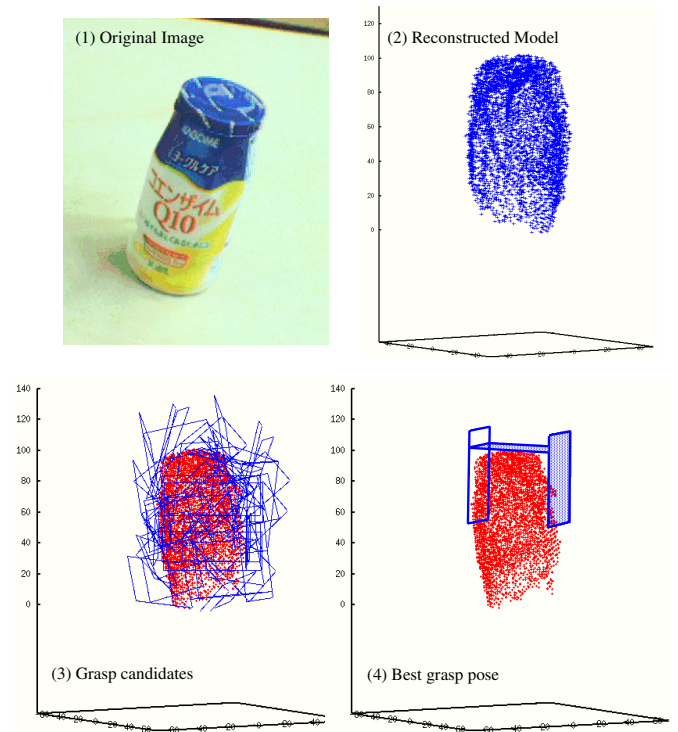 (1) Original Image
KAGOME
ヨーグルケア
コエンザイム
Q10
(2) Reconstructed Model
120
100
80
60
40
20
0
140
120
100
80
60
40
20
0
(3) Grasp candidates
140
120
100
80
60
40
20
0
(4) Best grasp pose